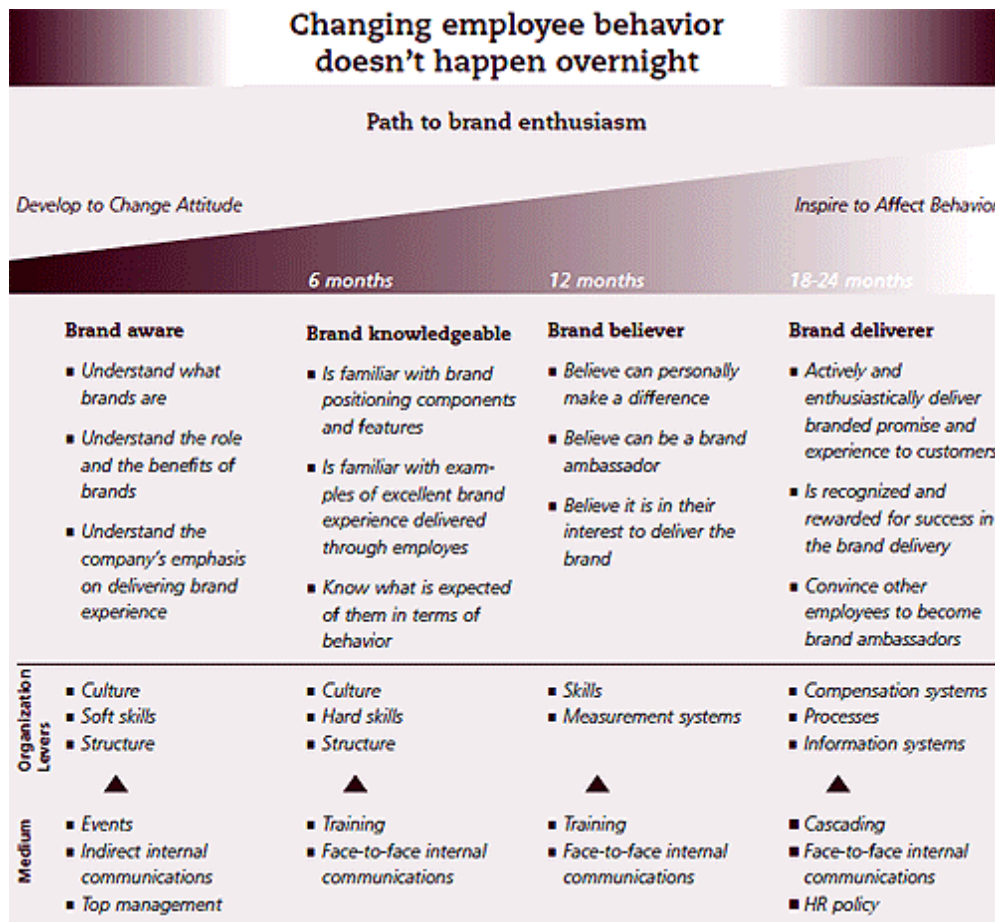 Changing employee behavior
doesn't happen overnight
Path to brand enthusiasm
Develop to Change Attitude
Inspire to Affect Behavior
6 months
12 months
18-24 months
Brand aware
▪ Understand what
brands are
▪ Understand the role
and the benefits of
brands
▪ Understand the
company's emphasis
on delivering brand
experience
Brand knowledgeable
▪ Is familiar with brand
positioning components
and features
▪ Is familiar with exam-
ples of excellent brand
experience delivered
through employes
▪ Know what is expected
of them in terms of
behavior
Brand believer
▪ Believe can personally
make a difference
▪ Believe can be a brand
ambassador
▪ Believe it is in their
interest to deliver the
brand
Brand deliverer
▪ Actively and
enthusiastically deliver
branded promise and
experience to customers
▪ Is recognized and
rewarded for success in
the brand delivery
▪ Convince other
employees to become
brand ambassadors
Organization
Levers
▪ Culture
▪ Soft skills
▪ Structure
▪ Culture
▪ Hard skills
▪ Structure
▪ Skills
▪ Measurement systems
▪ Compensation systems
▪ Processes
▪ Information systems
Medium
▪ Events
▪ Indirect internal
communications
▪ Top management
▪ Training
▪ Face-to-face internal
communications
▪ Training
▪ Face-to-face internal
communications
▪ Cascading
▪ Face-to-face internal
communications
▪ HR policy